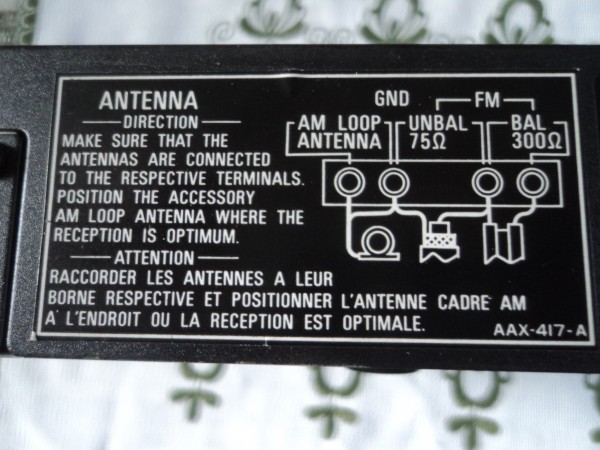 ANTENNA
DIRECTION
MAKE SURE THAT THE
ANTENNAS ARE CONNECTED
TO THE RESPECTIVE TERMINALS.
POSITION THE ACCESSORY
AM LOOP ANTENNA WHERE THE
RECEPTION IS OPTIMUM.
ATTENTION
RACCORDER LES ANTENNES A LEUR
BORNE RESPECTIVE ET POSITIONNER L'ANTENNE CADRE AM
A L'ENDROIT OU LA RECEPTION EST OPTIMALE.
GND FM
AM LOOP UNBAL BAL
ANTENNA 75Ω 300Ω
AAX-417-A